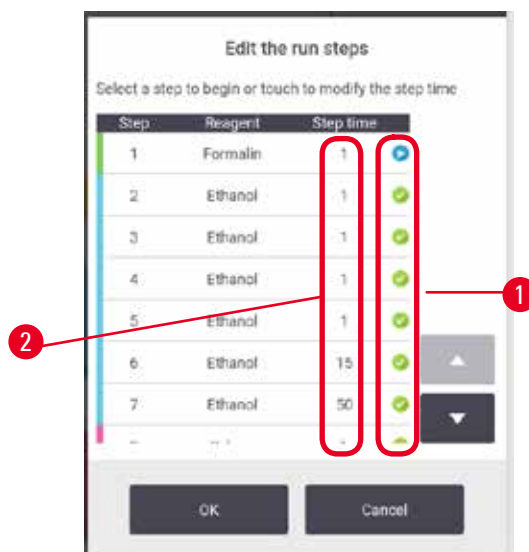 Edit the run steps
Select a step to begin or touch to modify the step time
Step Reagent Step time
1 Formalin 1
2 Ethanol 1
3 Ethanol 1
4 Ethanol 1
5 Ethanol 1
6 Ethanol 15
7 Ethanol 50
1
2
OK Cancel